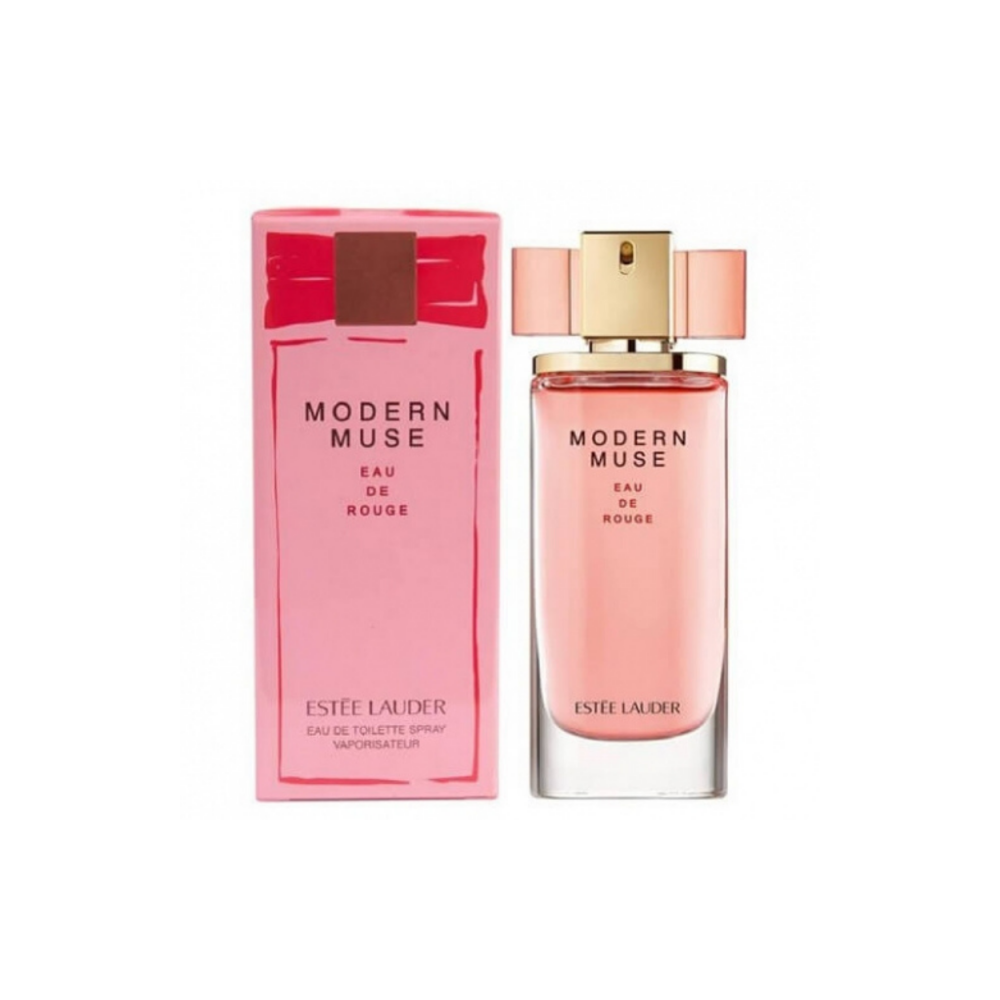 MODERN
MUSE
EAU
DE
ROUGE
ESTĒE LAUDER
EAU DE TOILETTE SPRAY
VAPORISATEUR
MODERN
MUSE
EAU
DE
ROUGE
ESTĒE LAUDER